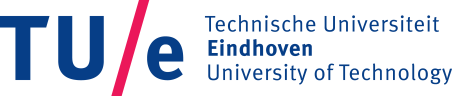 TU/e
Technische Universiteit
Eindhoven
University of Technology